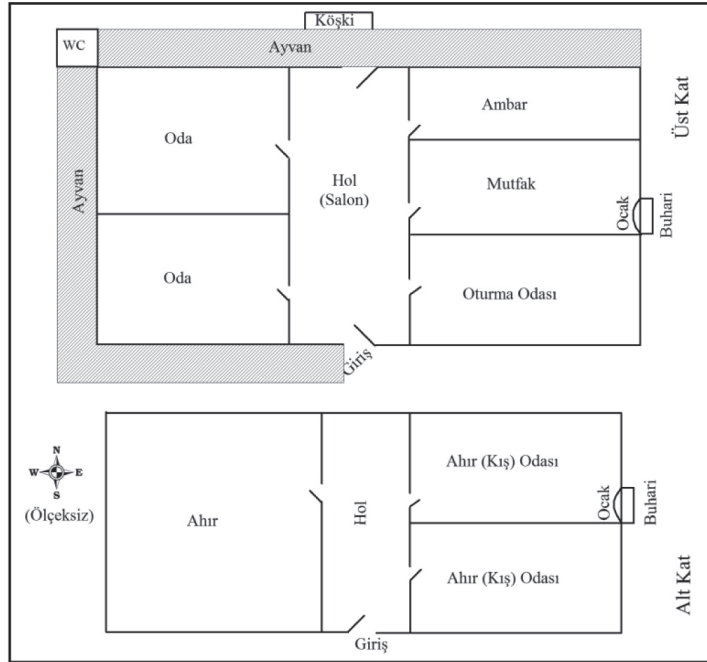 Köşki
WC
Ayvan
Üst Kat
Oda
Ambar
Hol
(Salon)
Mutfak
Ayvan
Ocak
Buhari
Oda
Oturma Odası
Giriş
N
W E
S
(Ölçeksiz)
Ahır
Hol
Ahır (Kış) Odası
Ocak
Buhari
Ahır (Kış) Odası
Alt Kat
Giriş